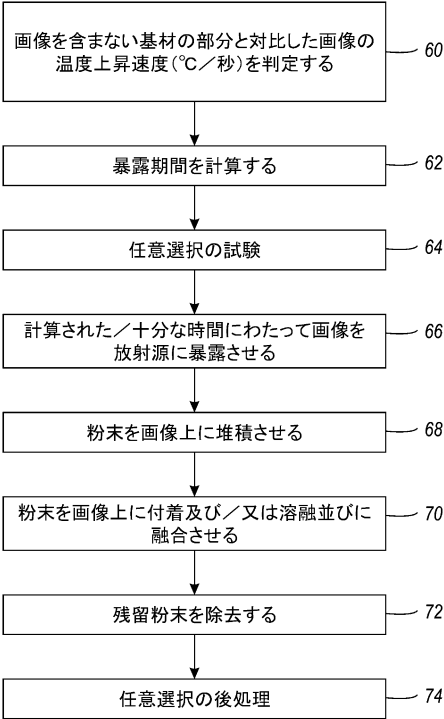 画像を含まない基材の部分と対比した画像の
温度上昇速度(℃／秒)を判定する
60
暴露期間を計算する
62
任意選択の試験
64
計算された／十分な時間にわたって画像を
放射源に暴露させる
66
粉末を画像上に堆積させる
68
粉末を画像上に付着及び／又は溶融並びに
融合させる
70
残留粉末を除去する
72
任意選択の後処理
74